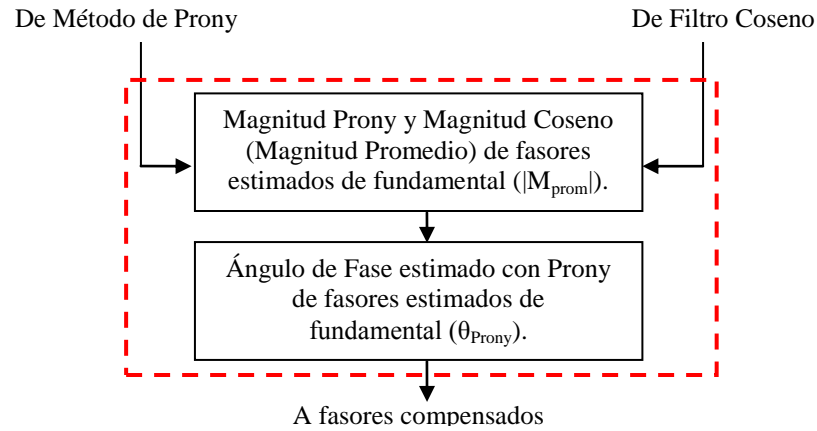 De Método de Prony
De Filtro Coseno
Magnitud Prony y Magnitud Coseno
(Magnitud Promedio) de fasores
estimados de fundamental (|Mprom|).
Ángulo de Fase estimado con Prony
de fasores estimados de
fundamental (θProny).
A fasores compensados